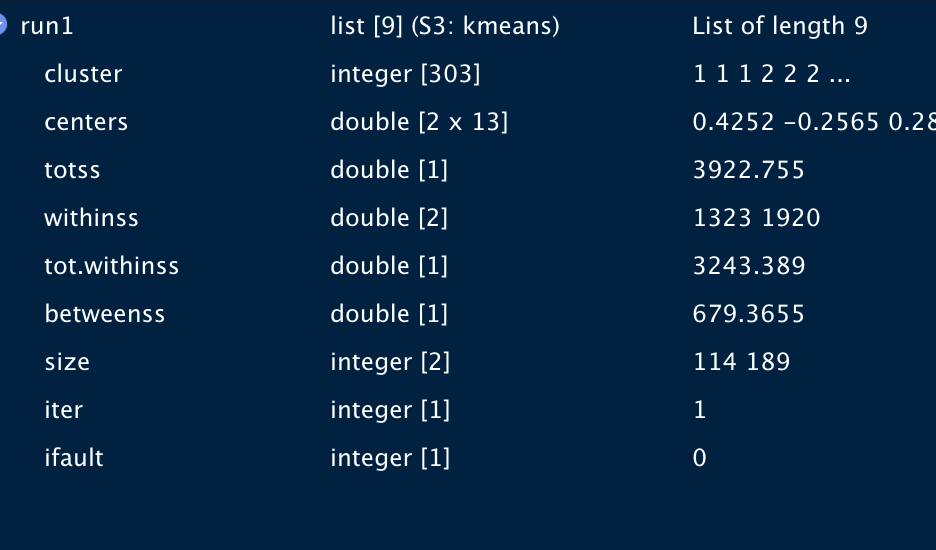 run1 list [9] (S3: kmeans) List of length 9
cluster integer [303] 1 1 1 2 2 2 ...
centers double [2 x 13] 0.4252 -0.2565 0.28
totss double [1] 3922.755
withinss double [2] 1323 1920
tot.withinss double [1] 3243.389
betweenss double [1] 679.3655
size integer [2] 114 189
iter integer [1] 1
ifault integer [1] 0